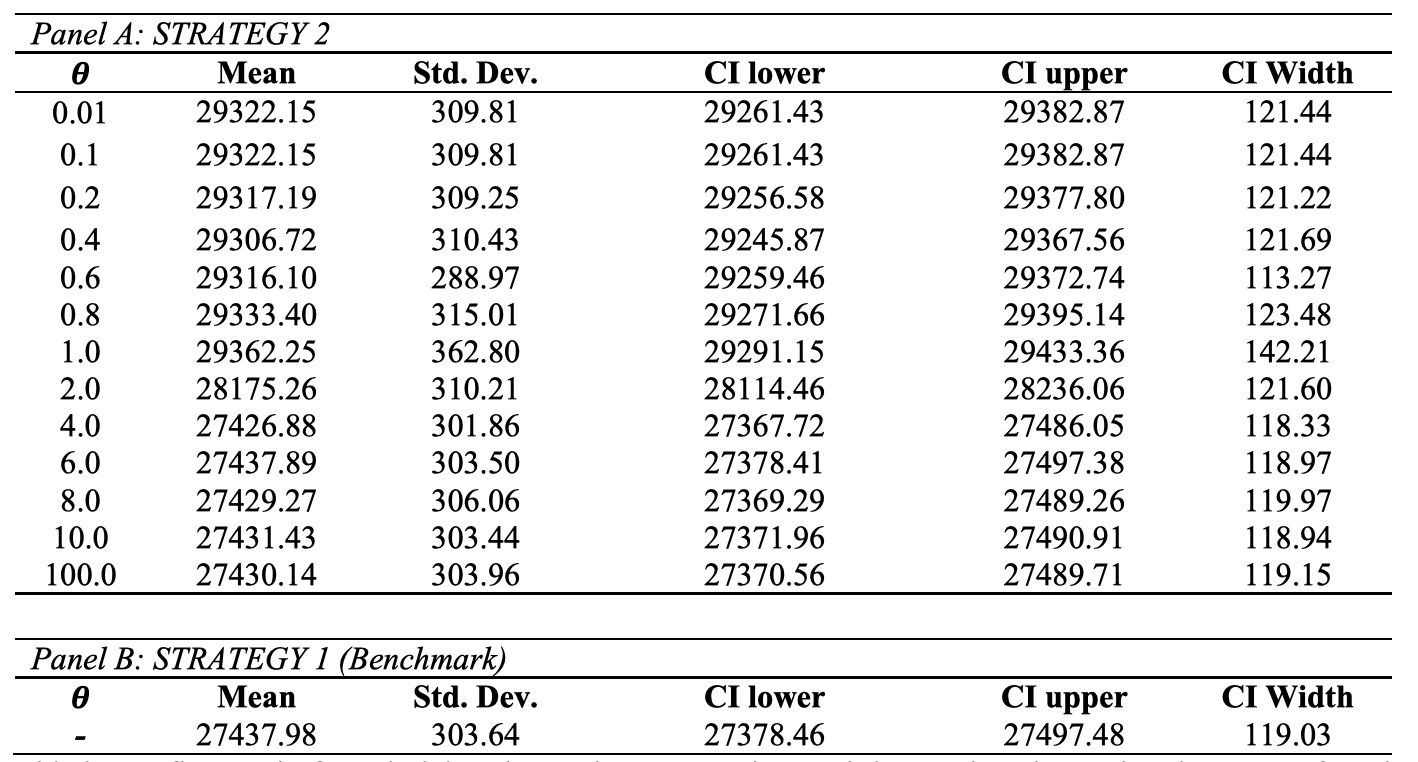 Panel A: STRATEGY 2
θ Mean Std. Dev. CI lower CI upper CI Width
0.01 29322.15 309.81 29261.43 29382.87 121.44
0.1 29322.15 309.81 29261.43 29382.87 121.44
0.2 29317.19 309.25 29256.58 29377.80 121.22
0.4 29306.72 310.43 29245.87 29367.56 121.69
0.6 29316.10 288.97 29259.46 29372.74 113.27
0.8 29333.40 315.01 29271.66 29395.14 123.48
1.0 29362.25 362.80 29291.15 29433.36 142.21
2.0 28175.26 310.21 28114.46 28236.06 121.60
4.0 27426.88 301.86 27367.72 27486.05 118.33
6.0 27437.89 303.50 27378.41 27497.38 118.97
8.0 27429.27 306.06 27369.29 27489.26 119.97
10.0 27431.43 303.44 27371.96 27490.91 118.94
100.0 27430.14 303.96 27370.56 27489.71 119.15
Panel B: STRATEGY 1 (Benchmark)
θ Mean Std. Dev. CI lower CI upper CI Width
- 27437.98 303.64 27378.46 27497.48 119.03